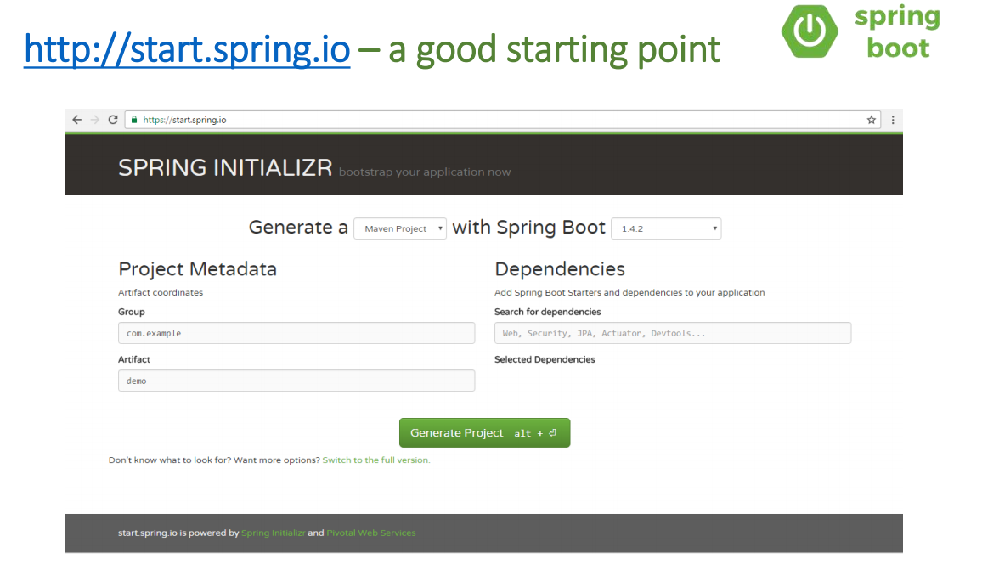 http://start.spring.io – a good starting point
spring
boot
https://start.spring.io
SPRING INITIALIZR bootstrap your application now
Generate a Maven Project with Spring Boot 1.4.2
Project Metadata
Artifact coordinates
Group
com.example
Artifact
demo
Dependencies
Add Spring Boot Starters and dependencies to your application
Search for dependencies
Web, Security, JPA, Actuator, Devtools...
Selected Dependencies
Generate Project alt + ⏎
Don't know what to look for? Want more options? Switch to the full version.
start.spring.io is powered by Spring Initializr and Pivotal Web Services